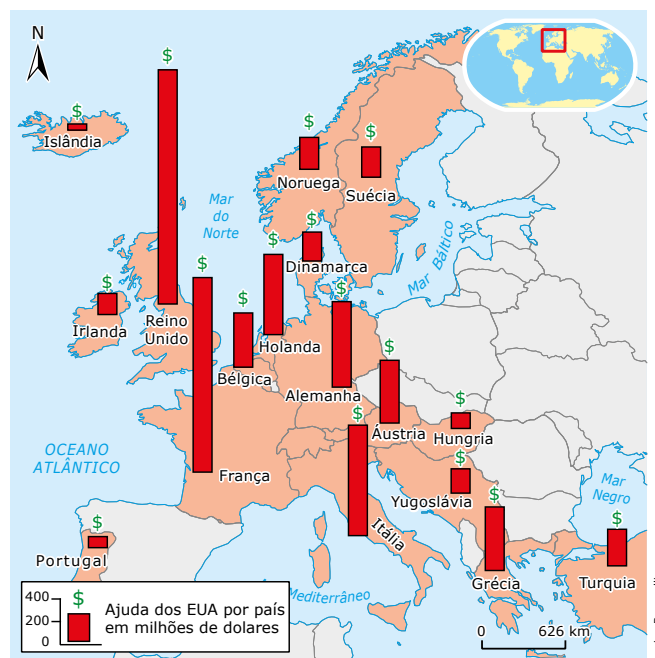 N
$
$
Islândia
$
Noruega
$
Suécia
Mar
do
Norte
$
Dinamarca
Mar Báltico
$
$
Irlanda
Reino
Unido
$
$
Holanda
$
Bélgica
$
Alemanha
$
Áustria
$
Hungria
OCEANO
ATLÂNTICO
França
$
Itália
$
Yugoslávia
$
Grécia
Mar
Negro
$
Turquia
$
Portugal
Mediterrâneo
400
200
0
$
Ajuda dos EUA por país
em milhões de dolares
0 626 km